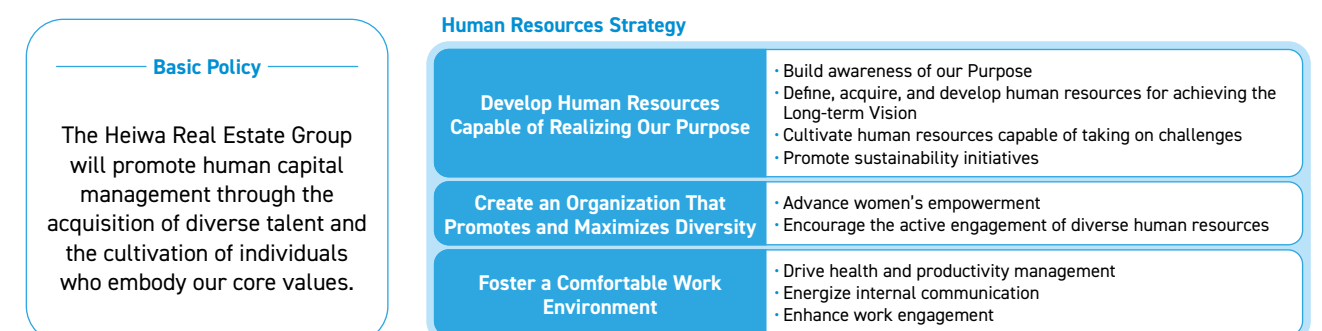 Basic Policy
The Heiwa Real Estate Group
will promote human capital
management through the
acquisition of diverse talent and
the cultivation of individuals
who embody our core values.
Human Resources Strategy
Develop Human Resources
Capable of Realizing Our Purpose
・Build awareness of our Purpose
・Define, acquire, and develop human resources for achieving the
Long-term Vision
・Cultivate human resources capable of taking on challenges
・Promote sustainability initiatives
Create an Organization That
Promotes and Maximizes Diversity
・Advance women's empowerment
・Encourage the active engagement of diverse human resources
Foster a Comfortable Work
Environment
・Drive health and productivity management
・Energize internal communication
・Enhance work engagement